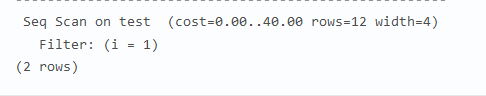 Seq Scan on test  (cost=0.00..40.00 rows=12 width=4)
Filter: (i = 1)
(2 rows)